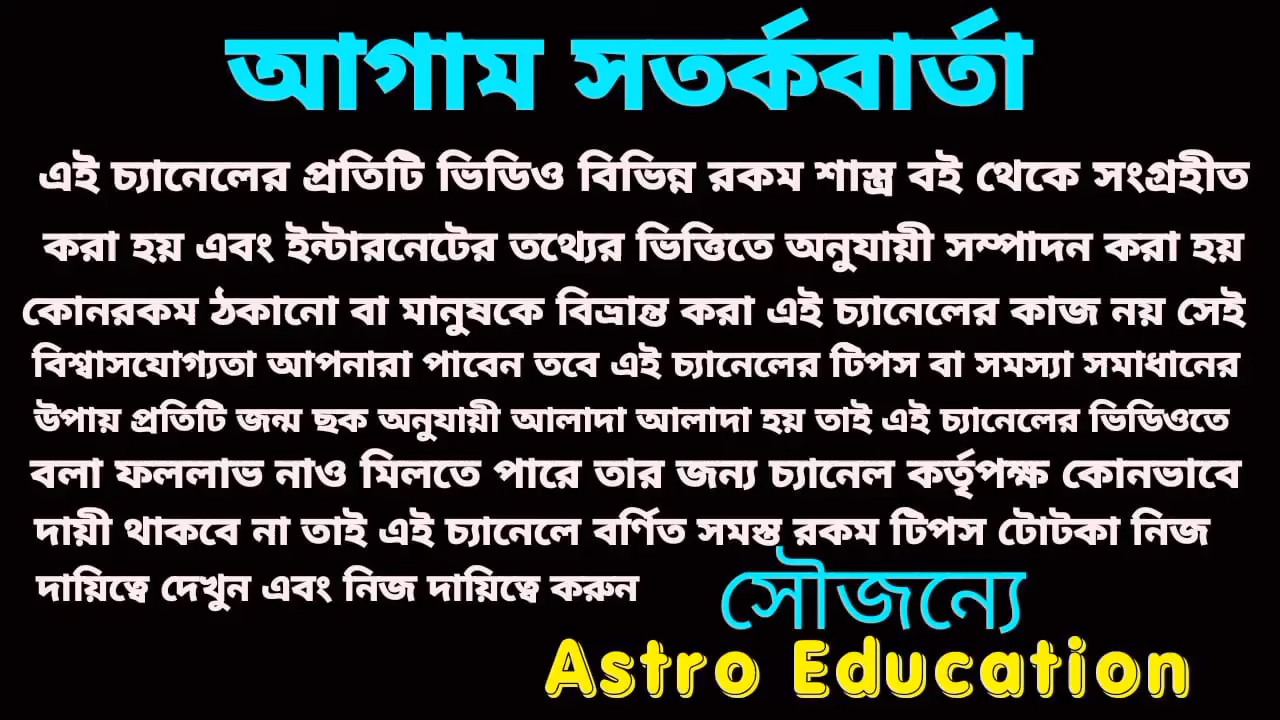 আগাম সতর্কবার্তা
এই চ্যানেলের প্রতিটি ভিডিও বিভিন্ন রকম শাস্ত্র বই থেকে সংগ্রহীত
করা হয় এবং ইন্টারনেটের তথ্যের ভিত্তিতে অনুযায়ী সম্পাদন করা হয়
কোনরকম ঠকানো বা মানুষকে বিভ্রান্ত করা এই চ্যানেলের কাজ নয় সেই
বিশ্বাসযোগ্যতা আপনারা পাবেন তবে এই চ্যানেলের টিপস বা সমস্যা সমাধানের
উপায় প্রতিটি জন্ম ছক অনুযায়ী আলাদা আলাদা হয় তাই এই চ্যানেলের ভিডিওতে
বলা ফললাভ নাও মিলতে পারে তার জন্য চ্যানেল কর্তৃপক্ষ কোনভাবে
দায়ী থাকবে না তাই এই চ্যানেলে বর্ণিত সমস্ত রকম টিপস টোটকা নিজ
দায়িত্বে দেখুন এবং নিজ দায়িত্বে করুন
সৌজন্যে
Astro Education